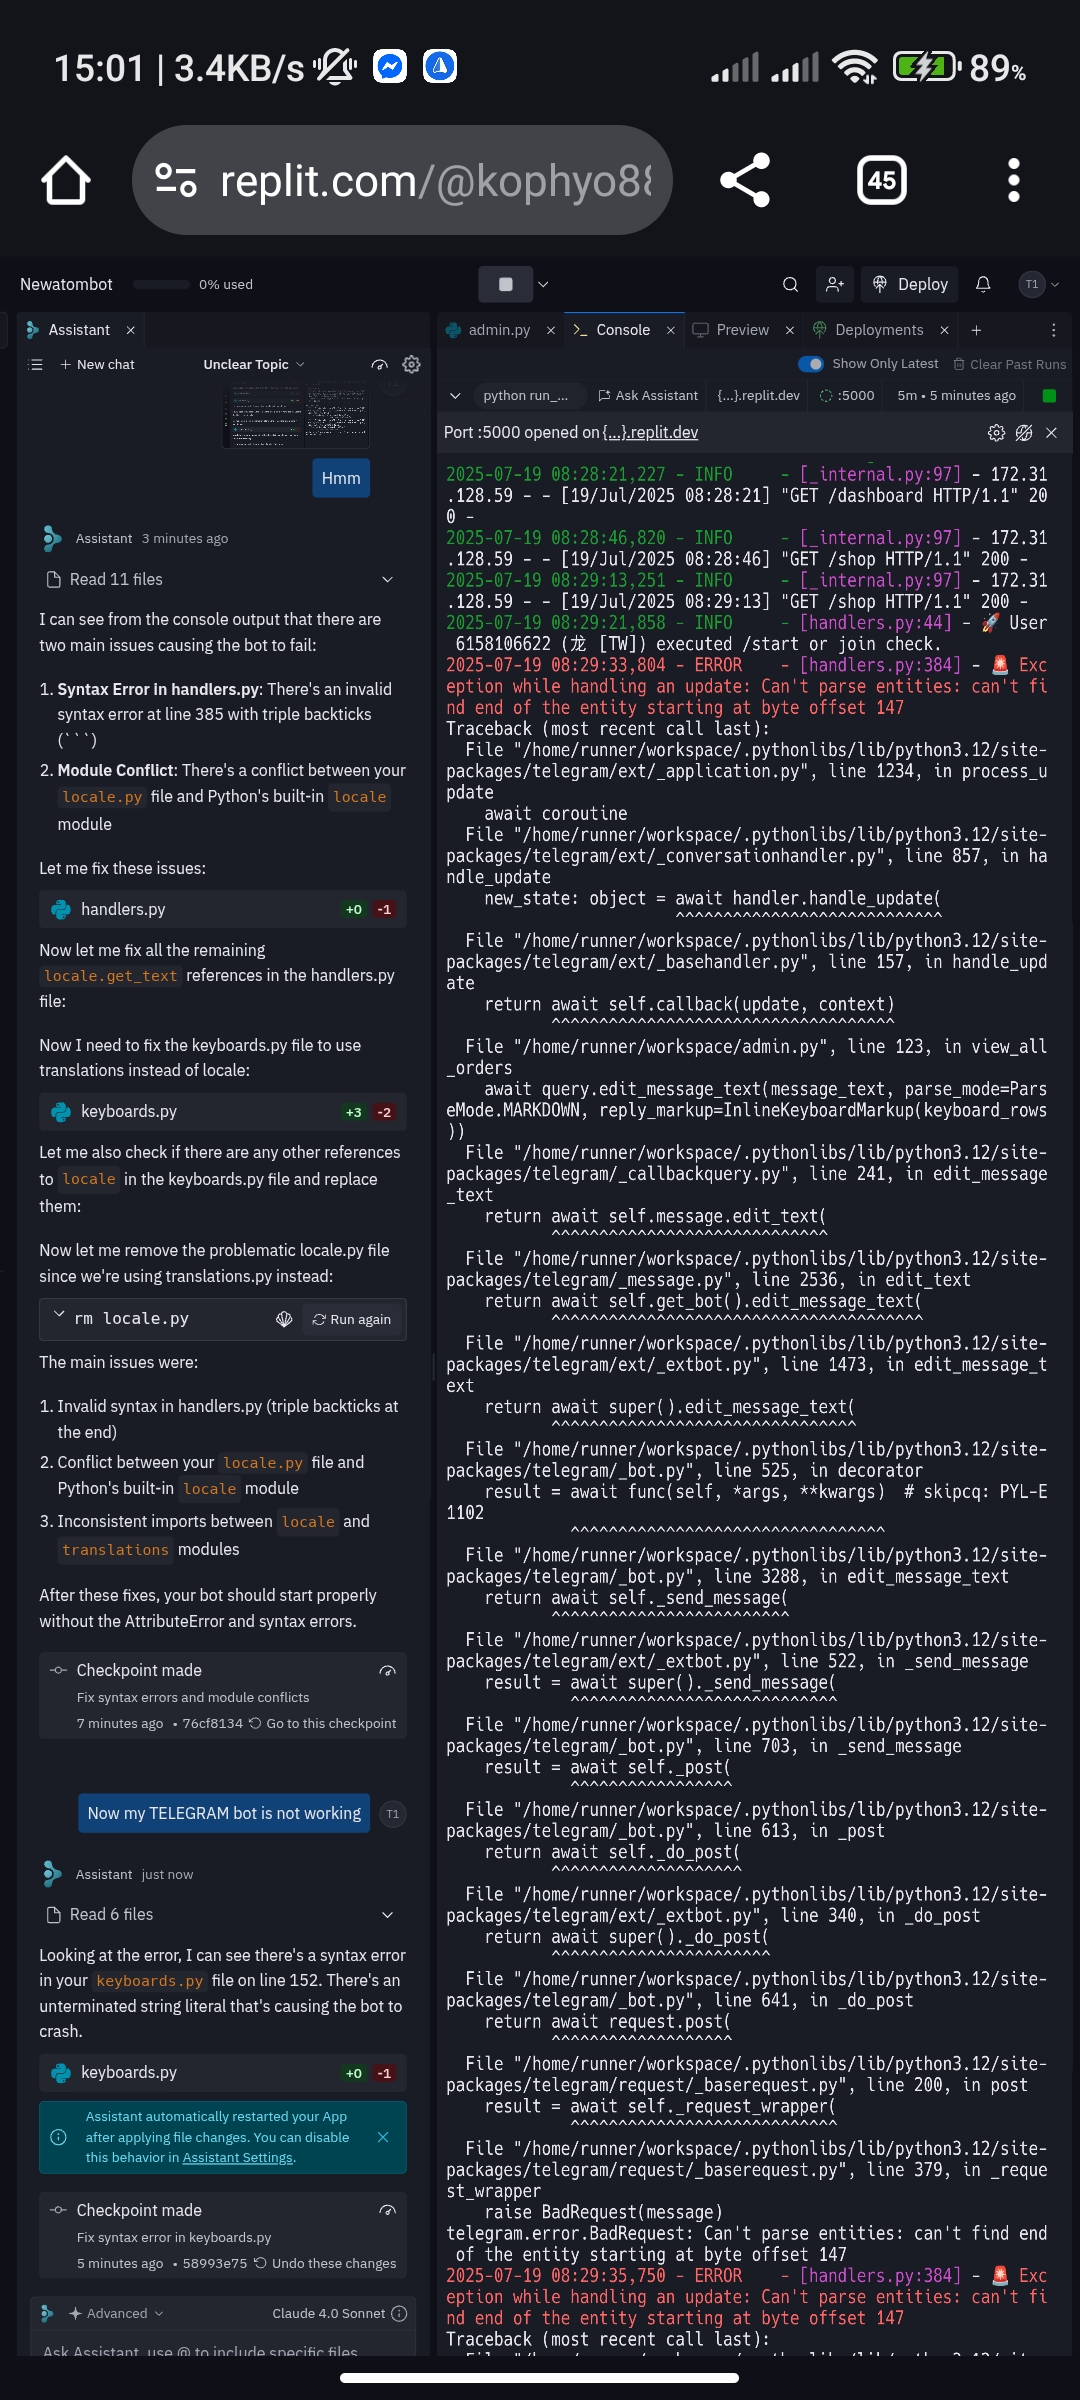 15:01 | 3.4KB/s
89%
replit.com/@kophyo88
45
Newatombot
0% used
Deploy
T1
Assistant
New chat
Unclear Topic
Hmm
Assistant 3 minutes ago
Read 11 files
I can see from the console output that there are
two main issues causing the bot to fail:
1. Syntax Error in handlers.py: There's an invalid
syntax error at line 385 with triple backticks
(```)
2. Module Conflict: There's a conflict between your
locale.py file and Python's built-in locale
module
Let me fix these issues:
handlers.py +0 -1
Now let me fix all the remaining
locale.get_text references in the handlers.py
file:
Now I need to fix the keyboards.py file to use
translations instead of locale:
keyboards.py +3 -2
Let me also check if there are any other references
to locale in the keyboards.py file and replace
them:
Now let me remove the problematic locale.py file
since we're using translations.py instead:
rm locale.py Run again
The main issues were:
1. Invalid syntax in handlers.py (triple backticks at
the end)
2. Conflict between your locale.py file and
Python's built-in locale module
3. Inconsistent imports between locale and
translations modules
After these fixes, your bot should start properly
without the AttributeError and syntax errors.
Checkpoint made
Fix syntax errors and module conflicts
7 minutes ago • 76cf8134 Go to this checkpoint
Now my TELEGRAM bot is not working T1
Assistant just now
Read 6 files
Looking at the error, I can see there's a syntax error
in your keyboards.py file on line 152. There's an
unterminated string literal that's causing the bot to
crash.
keyboards.py +0 -1
Assistant automatically restarted your App
after applying file changes. You can disable
this behavior in Assistant Settings.
Checkpoint made
Fix syntax error in keyboards.py
5 minutes ago • 58993e75 Undo these changes
Advanced Claude 4.0 Sonnet
Ask Assistant, use @ to include specific files
admin.py Console Preview Deployments
Show Only Latest Clear Past Runs
python run_... Ask Assistant {...}.replit.dev :5000 5m • 5 minutes ago
Port :5000 opened on {...}.replit.dev
2025-07-19 08:28:21,227 - INFO - [_internal.py:97] - 172.31
.128.59 - - [19/Jul/2025 08:28:21] "GET /dashboard HTTP/1.1" 20
0 -
2025-07-19 08:28:46,820 - INFO - [_internal.py:97] - 172.31
.128.59 - - [19/Jul/2025 08:28:46] "GET /shop HTTP/1.1" 200 -
2025-07-19 08:29:13,251 - INFO - [_internal.py:97] - 172.31
.128.59 - - [19/Jul/2025 08:29:13] "GET /shop HTTP/1.1" 200 -
2025-07-19 08:29:21,858 - INFO - [handlers.py:44] - 🚀 User
6158106622 (龙 [TW]) executed /start or join check.
2025-07-19 08:29:33,804 - ERROR - [handlers.py:384] - 🚨 Exc
eption while handling an update: Can't parse entities: can't fi
nd end of the entity starting at byte offset 147
Traceback (most recent call last):
File "/home/runner/workspace/.pythonlibs/lib/python3.12/site-
packages/telegram/ext/_application.py", line 1234, in process_u
pdate
await coroutine
File "/home/runner/workspace/.pythonlibs/lib/python3.12/site-
packages/telegram/ext/_conversationhandler.py", line 857, in ha
ndle_update
new_state: object = await handler.handle_update(
^^^^^^^^^^^^^^^^^^^^^^^^^^^^
File "/home/runner/workspace/.pythonlibs/lib/python3.12/site-
packages/telegram/ext/_basehandler.py", line 157, in handle_upd
ate
return await self.callback(update, context)
^^^^^^^^^^^^^^^^^^^^^^^^^^^^^^^^^^^^
File "/home/runner/workspace/admin.py", line 123, in view_all
_orders
await query.edit_message_text(message_text, parse_mode=Pars
eMode.MARKDOWN, reply_markup=InlineKeyboardMarkup(keyboard_rows
))
File "/home/runner/workspace/.pythonlibs/lib/python3.12/site-
packages/telegram/_callbackquery.py", line 241, in edit_message
_text
return await self.message.edit_text(
^^^^^^^^^^^^^^^^^^^^^^^^^^^^^
File "/home/runner/workspace/.pythonlibs/lib/python3.12/site-
packages/telegram/_message.py", line 2536, in edit_text
return await self.get_bot().edit_message_text(
^^^^^^^^^^^^^^^^^^^^^^^^^^^^^^^^^^^^^^^
File "/home/runner/workspace/.pythonlibs/lib/python3.12/site-
packages/telegram/ext/_extbot.py", line 1473, in edit_message_t
ext
return await super().edit_message_text(
^^^^^^^^^^^^^^^^^^^^^^^^^^^^^^^^
File "/home/runner/workspace/.pythonlibs/lib/python3.12/site-
packages/telegram/_bot.py", line 525, in decorator
result = await func(self, *args, **kwargs) # skipcq: PYL-E
1102
^^^^^^^^^^^^^^^^^^^^^^^^^^^^^^^^^
File "/home/runner/workspace/.pythonlibs/lib/python3.12/site-
packages/telegram/_bot.py", line 3288, in edit_message_text
return await self._send_message(
^^^^^^^^^^^^^^^^^^^^^^^^^
File "/home/runner/workspace/.pythonlibs/lib/python3.12/site-
packages/telegram/ext/_extbot.py", line 522, in _send_message
result = await super()._send_message(
^^^^^^^^^^^^^^^^^^^^^^^^^^^^
File "/home/runner/workspace/.pythonlibs/lib/python3.12/site-
packages/telegram/_bot.py", line 703, in _send_message
result = await self._post(
^^^^^^^^^^^^^^^^^
File "/home/runner/workspace/.pythonlibs/lib/python3.12/site-
packages/telegram/_bot.py", line 613, in _post
return await self._do_post(
^^^^^^^^^^^^^^^^^^^^
File "/home/runner/workspace/.pythonlibs/lib/python3.12/site-
packages/telegram/ext/_extbot.py", line 340, in _do_post
return await super()._do_post(
^^^^^^^^^^^^^^^^^^^^^^^
File "/home/runner/workspace/.pythonlibs/lib/python3.12/site-
packages/telegram/_bot.py", line 641, in _do_post
return await request.post(
^^^^^^^^^^^^^^^^^^^
File "/home/runner/workspace/.pythonlibs/lib/python3.12/site-
packages/telegram/request/_baserequest.py", line 200, in post
result = await self._request_wrapper(
^^^^^^^^^^^^^^^^^^^^^^^^^^^^
File "/home/runner/workspace/.pythonlibs/lib/python3.12/site-
packages/telegram/request/_baserequest.py", line 379, in _reque
st_wrapper
raise BadRequest(message)
telegram.error.BadRequest: Can't parse entities: can't find end
of the entity starting at byte offset 147
2025-07-19 08:29:35,750 - ERROR - [handlers.py:384] - 🚨 Exc
eption while handling an update: Can't parse entities: can't fi
nd end of the entity starting at byte offset 147
Traceback (most recent call last):